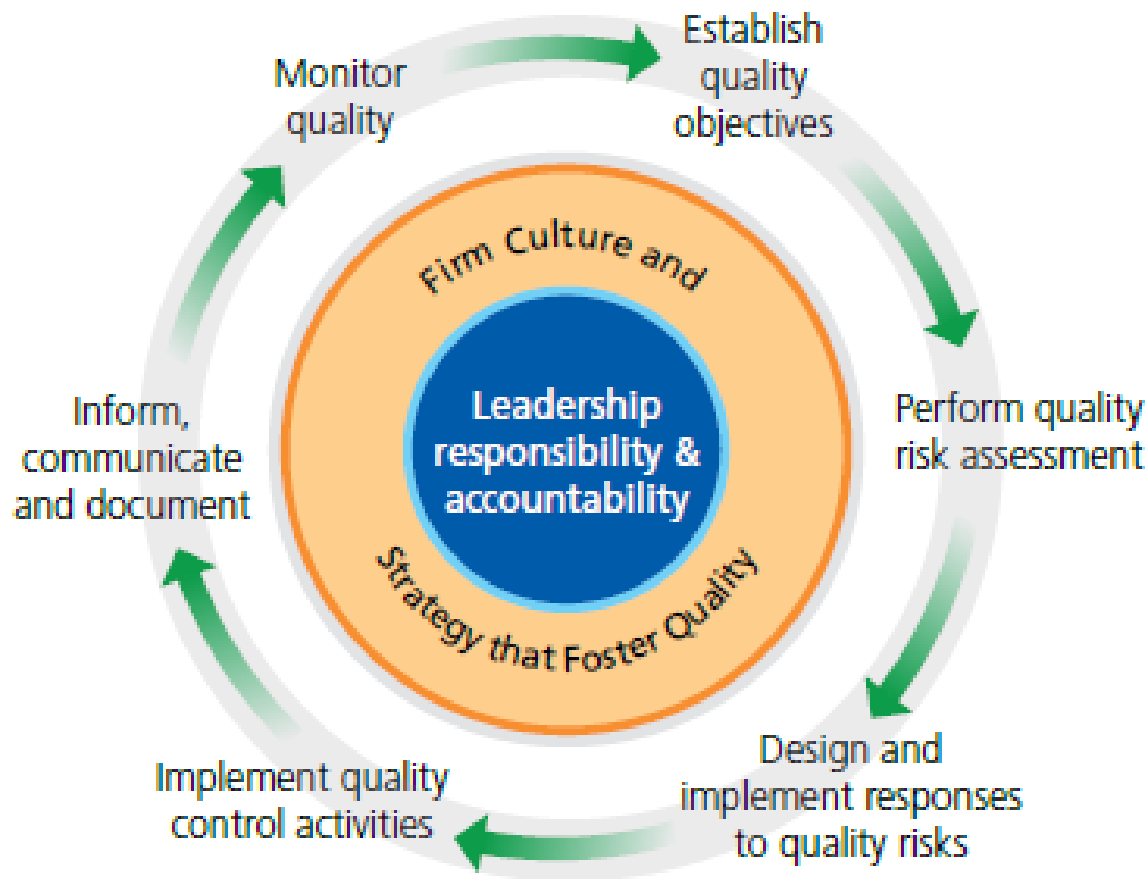 Establish
quality
objectives
Perform quality
risk assessment
Design and
implement responses
to quality risks
Implement quality
control activities
Inform,
communicate
and document
Monitor
quality
Firm Culture and
Strategy that Foster Quality
Leadership
responsibility &
accountability